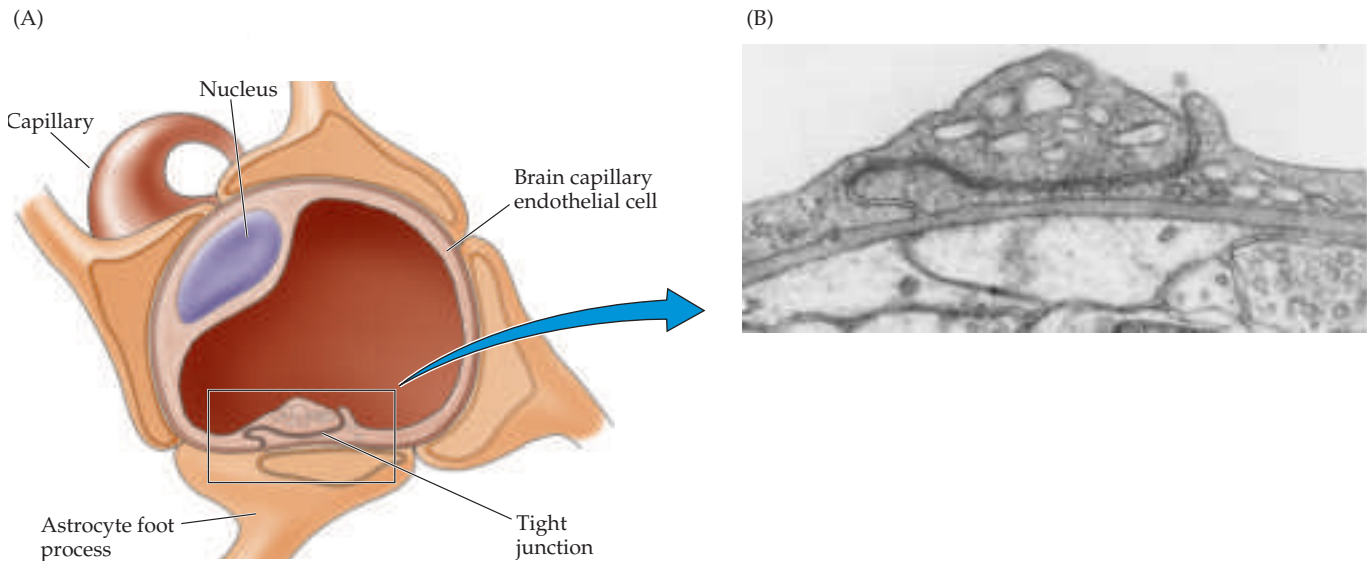 (A)
(B)
Nucleus
Capillary
Brain capillary
endothelial cell
Astrocyte foot
process
Tight
junction